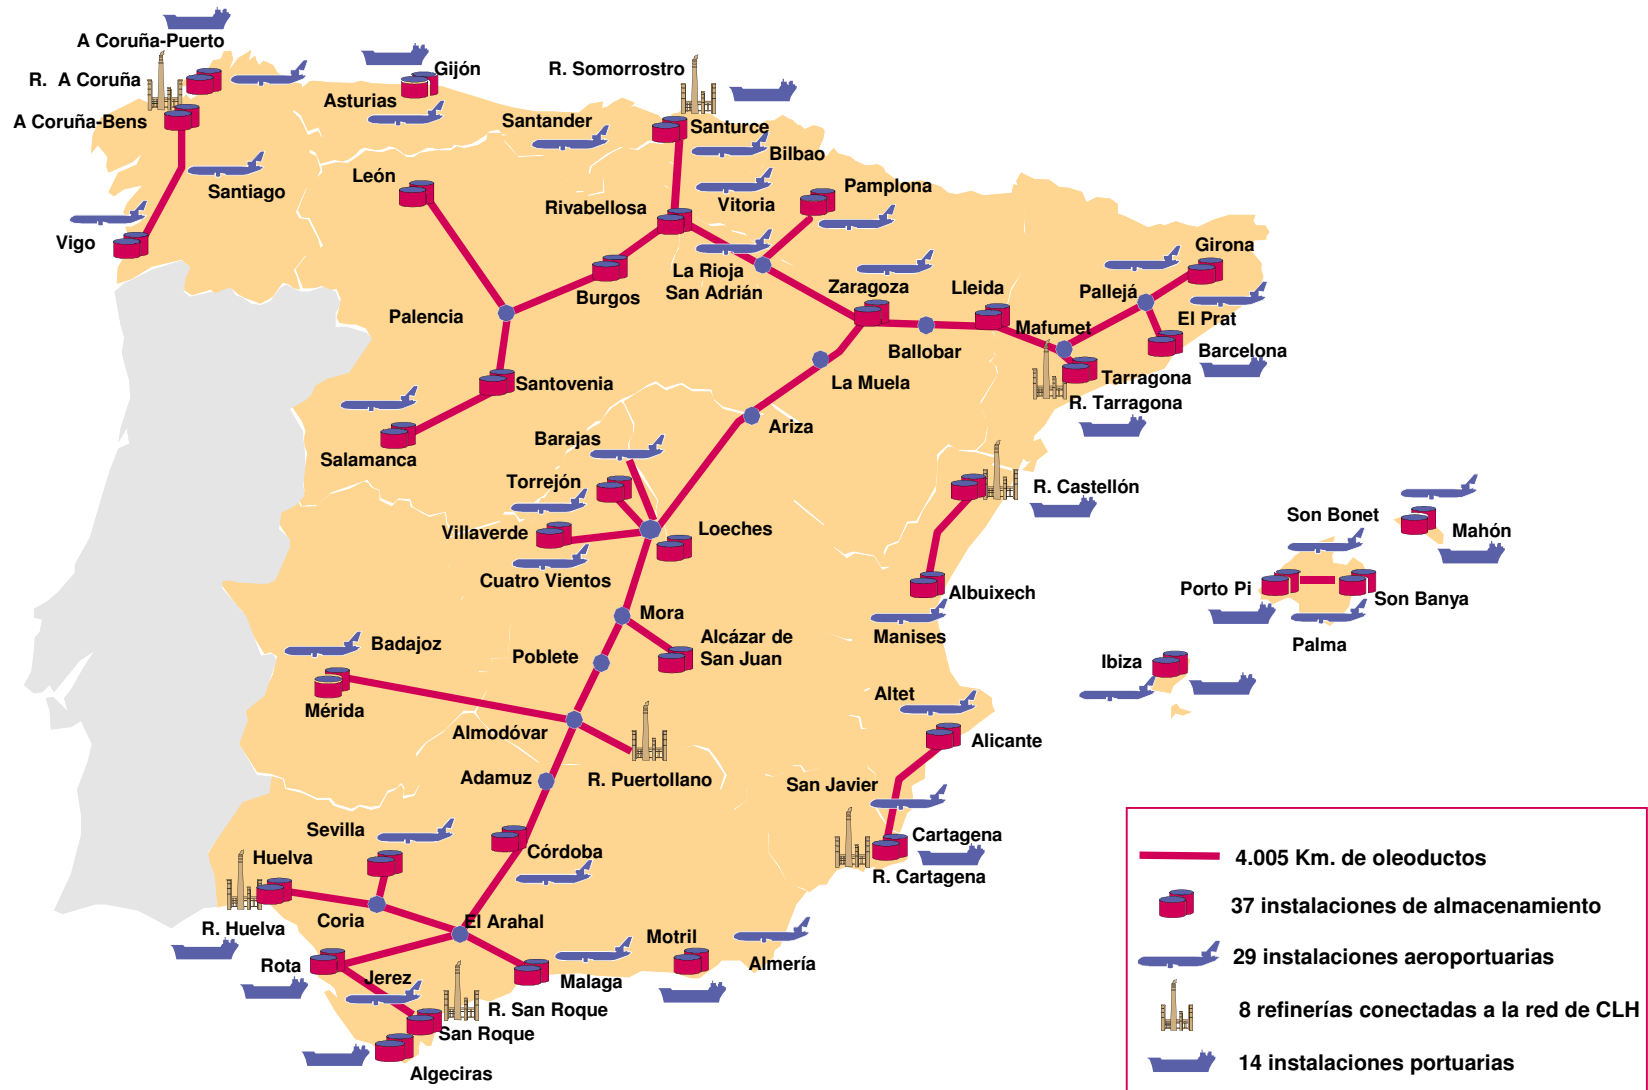 A Coruña-Puerto
R. A Coruña
A Coruña-Bens
Santiago
Vigo
Gijón
Asturias
Santander
R. Somorrostro
Santurce
Bilbao
León
Rivabellosa
Vitoria
Pamplona
La Rioja
San Adrián
Burgos
Palencia
Zaragoza
Lleida
Girona
Pallejá
El Prat
Mafumet
Ballobar
Barcelona
La Muela
Tarragona
R. Tarragona
Santovenia
Ariza
Salamanca
Barajas
Torrejón
Villaverde
Loeches
Cuatro Vientos
R. Castellón
Son Bonet
Mahón
Albuixech
Porto Pi
Son Banya
Manises
Palma
Mora
Alcázar de
San Juan
Badajoz
Poblete
Ibiza
Mérida
Altet
Almodóvar
Alicante
Adamuz
R. Puertollano
San Javier
Sevilla
Córdoba
Cartagena
Huelva
R. Cartagena
Coria
El Arahal
R. Huelva
Motril
Rota
Almería
Jerez
Malaga
R. San Roque
San Roque
Algeciras
4.005 Km. de oleoductos
37 instalaciones de almacenamiento
29 instalaciones aeroportuarias
8 refinerías conectadas a la red de CLH
14 instalaciones portuarias